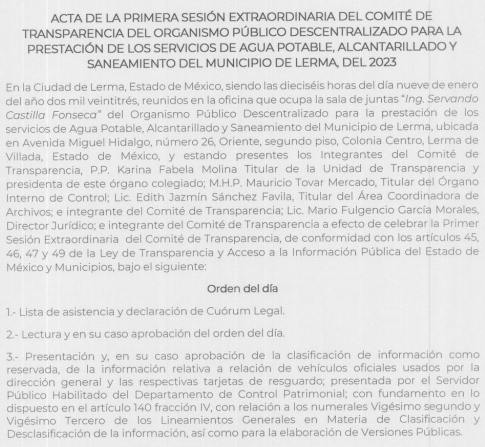 ACTA DE LA PRIMERA SESIÓN EXTRAORDINARIA DEL COMITÉ DE
TRANSPARENCIA DEL ORGANISMO PÚBLICO DESCENTRALIZADO PARA LA
PRESTACIÓN DE LOS SERVICIOS DE AGUA POTABLE, ALCANTARILLADO Y
SANEAMIENTO DEL MUNICIPIO DE LERMA, DEL 2023
En la Ciudad de Lerma, Estado de México, siendo las dieciséis horas del día nueve de enero
del año dos mil veintitrés, reunidos en la oficina que ocupa la sala de juntas "Ing. Servando
Castilla Fonseca" del Organismo Público Descentralizado para la prestación de los
servicios de Agua Potable, Alcantarillado y Saneamiento del Municipio de Lerma, ubicada
en Avenida Miguel Hidalgo, número 26, Oriente, segundo piso, Colonia Centro, Lerma de
Villada, Estado de México, y estando presentes los Integrantes del Comité de
Transparencia, P.P. Karina Fabela Molina Titular de la Unidad de Transparencia y
presidenta de este órgano colegiado; M.H.P. Mauricio Tovar Mercado, Titular del Órgano
Interno de Control; Lic. Edith Jazmín Sánchez Favila, Titular del Área Coordinadora de
Archivos; e integrante del Comité de Transparencia; Lic. Mario Fulgencio García Morales,
Director Jurídico; e integrante del Comité de Transparencia a efecto de celebrar la Primer
Sesión Extraordinaria del Comité de Transparencia, de conformidad con los artículos 45,
46, 47 y 49 de la Ley de Transparencia y Acceso a la Información Pública del Estado de
México y Municipios, bajo el siguiente:
Orden del día
1.- Lista de asistencia y declaración de Cuórum Legal.
2.- Lectura y en su caso aprobación del orden del día.
3.- Presentación y, en su caso aprobación de la clasificación de información como
reservada, de la información relativa a relación de vehículos oficiales usados por la
dirección general y las respectivas tarjetas de resguardo; presentada por el Servidor
Público Habilitado del Departamento de Control Patrimonial; con fundamento en lo
dispuesto en el artículo 140 fracción IV, con relación a los numerales Vigésimo segundo y
Vigésimo Tercero de los Lineamientos Generales en Materia de Clasificación y
Desclasificación de la información, así como para la elaboración de Versiones Públicas.